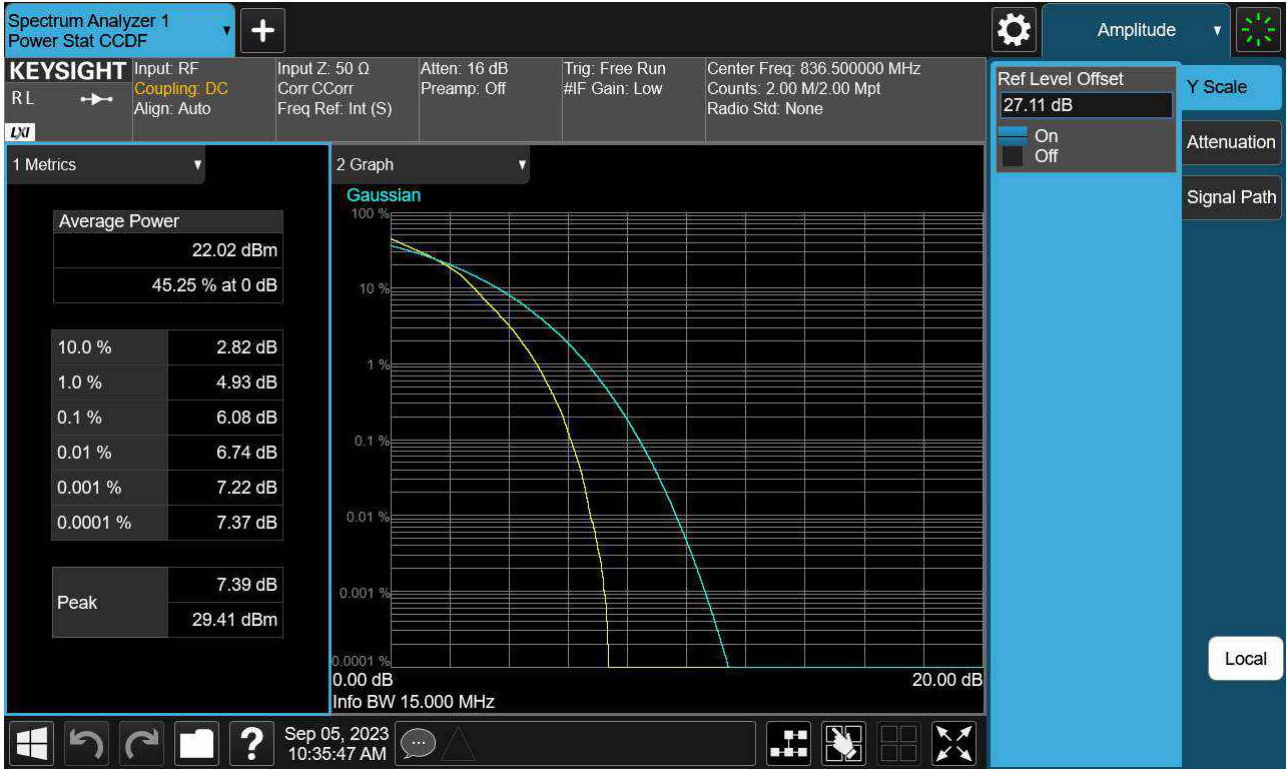 Spectrum Analyzer 1
Power Stat CCDF
▼
+
Amplitude
▼
KEYSIGHT
R L
LXI
Input: RF
Coupling: DC
Align: Auto
Input Z: 50 Ω
Corr CCorr
Freq Ref: Int (S)
Atten: 16 dB
Preamp: Off
Trig: Free Run
#IF Gain: Low
Center Freq: 836.500000 MHz
Counts: 2.00 M/2.00 Mpt
Radio Std: None
Ref Level Offset
27.11 dB
On
Off
Y Scale
Attenuation
Signal Path
Local
1 Metrics
▼
Average Power
22.02 dBm
45.25 % at 0 dB
10.0 % 2.82 dB
1.0 % 4.93 dB
0.1 % 6.08 dB
0.01 % 6.74 dB
0.001 % 7.22 dB
0.0001 % 7.37 dB
Peak
7.39 dB
29.41 dBm
2 Graph
▼
Gaussian
100 %
10 %
1 %
0.1 %
0.01 %
0.001 %
0.0001 %
0.00 dB 20.00 dB
Info BW 15.000 MHz
?
Sep 05, 2023
10:35:47 AM